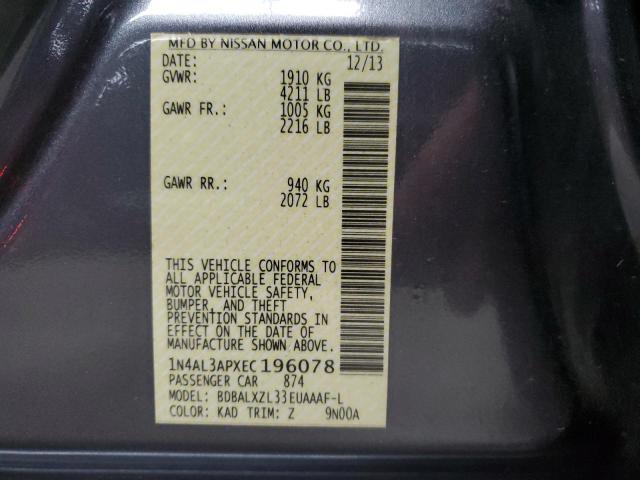 MFD BY NISSAN MOTOR CO., LTD.
DATE: 12/13
GVWR: 1910 KG
4211 LB
GAWR FR.: 1005 KG
2216 LB
GAWR RR.: 940 KG
2072 LB
THIS VEHICLE CONFORMS TO
ALL APPLICABLE FEDERAL
MOTOR VEHICLE SAFETY,
BUMPER, AND THEFT
PREVENTION STANDARDS IN
EFFECT ON THE DATE OF
MANUFACTURE SHOWN ABOVE.
1N4AL3APXEC196078
PASSENGER CAR 874
MODEL: BDBALXZL33EUAAAF-L
COLOR: KAD TRIM: Z 9N00A